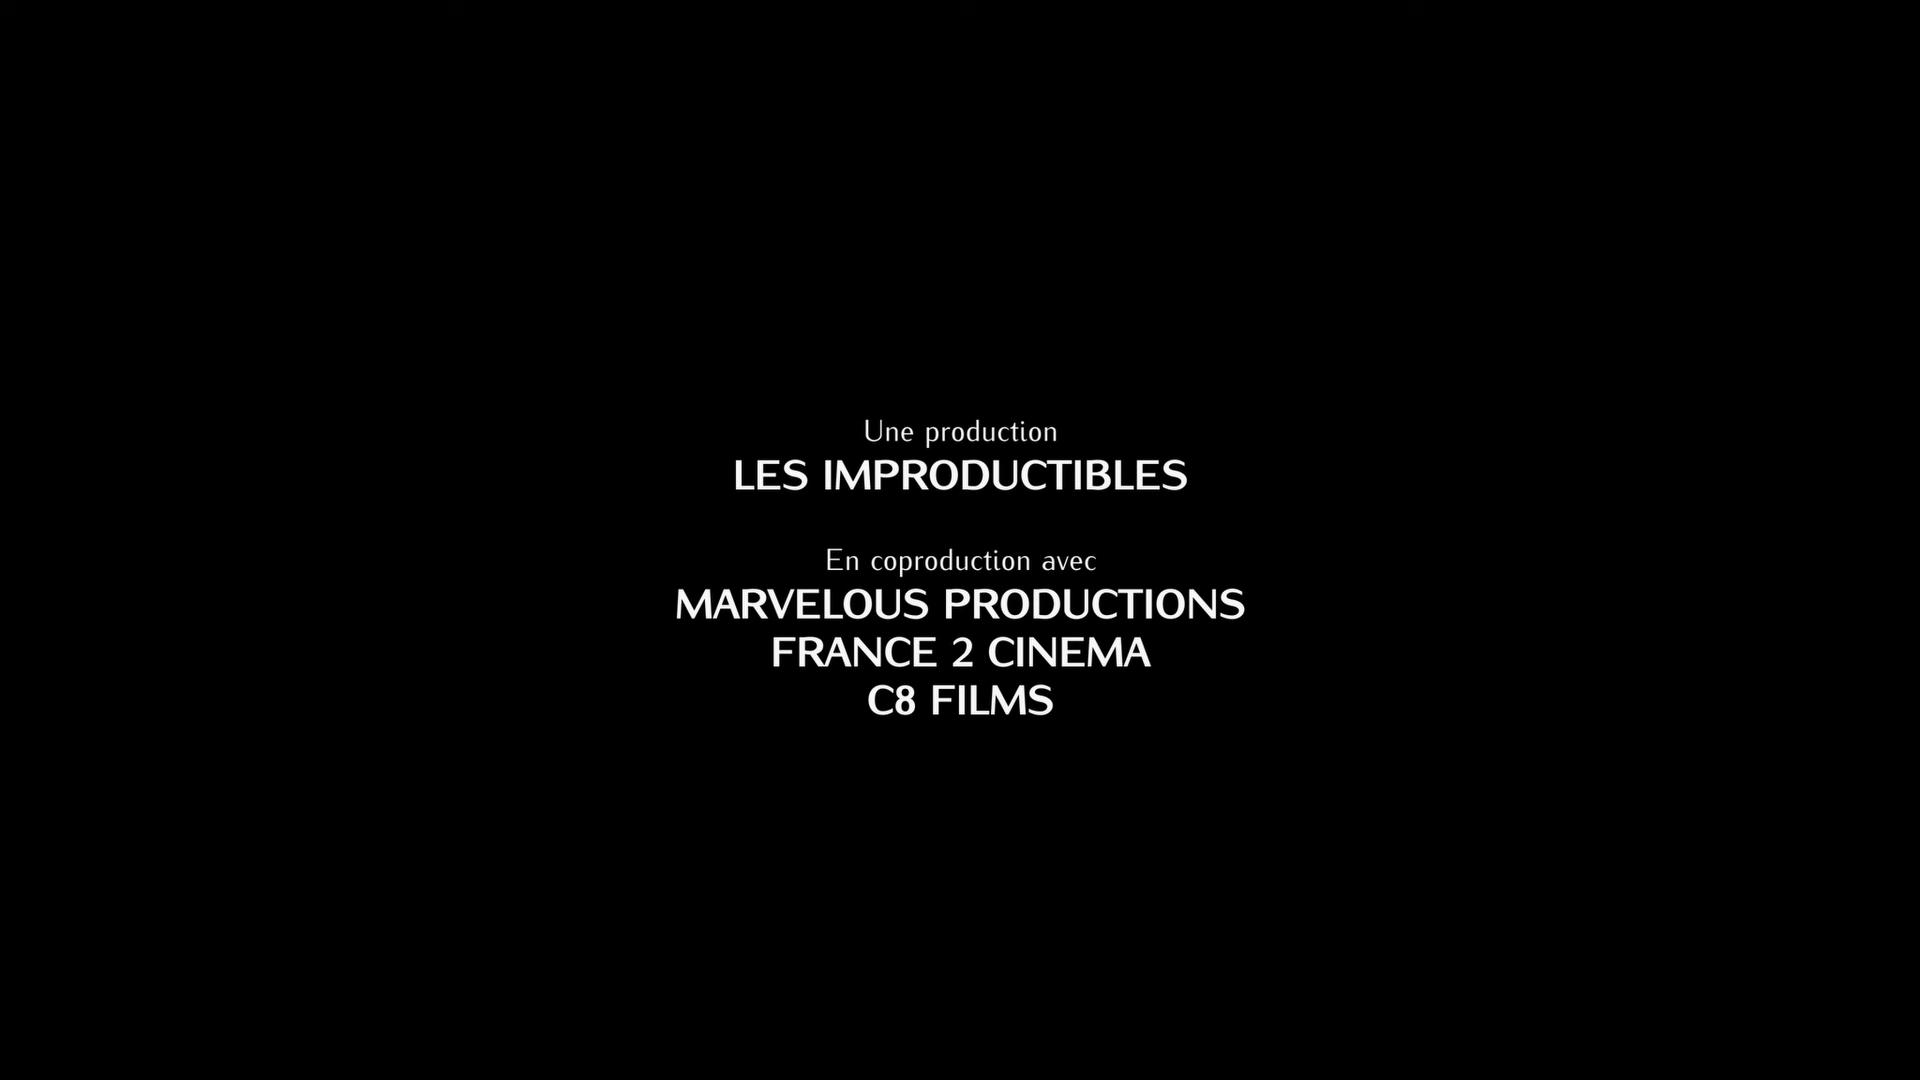 Une production
LES IMPRODUCTIBLES
En coproduction avec
MARVELOUS PRODUCTIONS
FRANCE 2 CINEMA
C8 FILMS